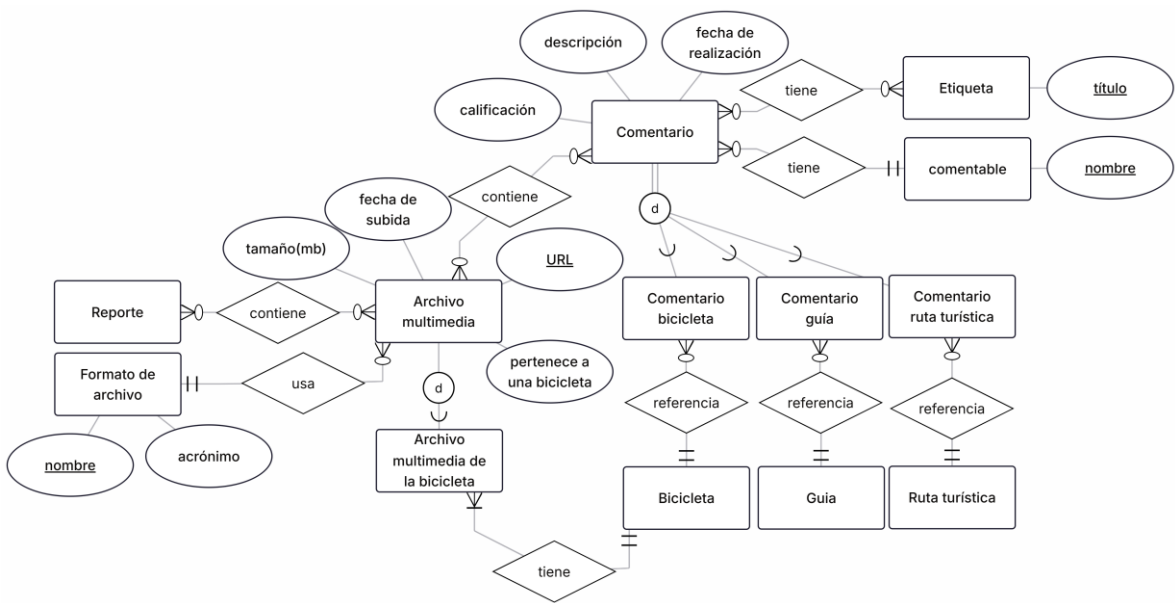 descripción
fecha de
realización
calificación
Comentario
tiene
Etiqueta
título
tiene
comentable
nombre
contiene
fecha de
subida
tamaño(mb)
URL
d
Reporte
contiene
Archivo
multimedia
Comentario
bicicleta
Comentario
guía
Comentario
ruta turística
Formato de
archivo
usa
pertenece a
una bicicleta
d
nombre
acrónimo
referencia
referencia
referencia
Archivo
multimedia de
la bicicleta
Bicicleta
Guia
Ruta turística
tiene